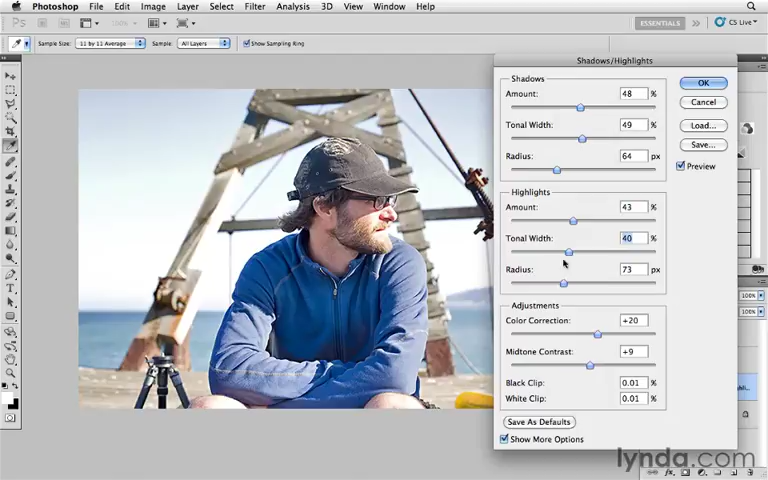 Photoshop File Edit Image Layer Select Filter Analysis 3D View Window Help
Ps ESSENTIALS CS Live
Sample Size: 11 by 11 Average Sample: All Layers Show Sampling Ring
Shadows/Highlights
Shadows
Amount: 48 %
Tonal Width: 49 %
Radius: 64 px
Highlights
Amount: 43 %
Tonal Width: 40 %
Radius: 73 px
Adjustments
Color Correction: +20
Midtone Contrast: +9
Black Clip: 0.01 %
White Clip: 0.01 %
Save As Defaults
Show More Options
OK
Cancel
Load...
Save...
Preview
lynda.com